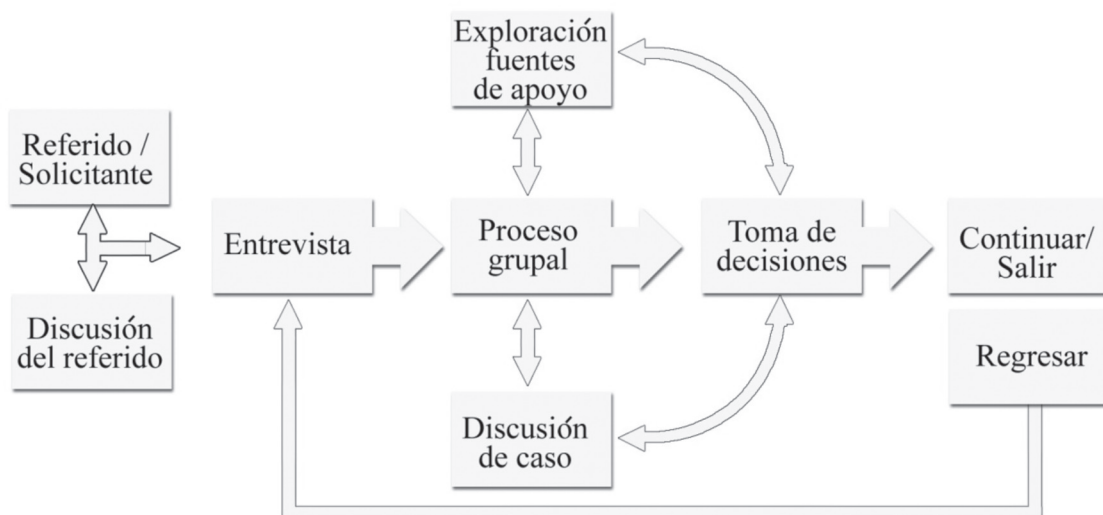 Exploración
fuentes
de apoyo
Referido /
Solicitante
Entrevista
Proceso
grupal
Toma de
decisiones
Continuar/
Salir
Discusión
del referido
Regresar
Discusión
de caso